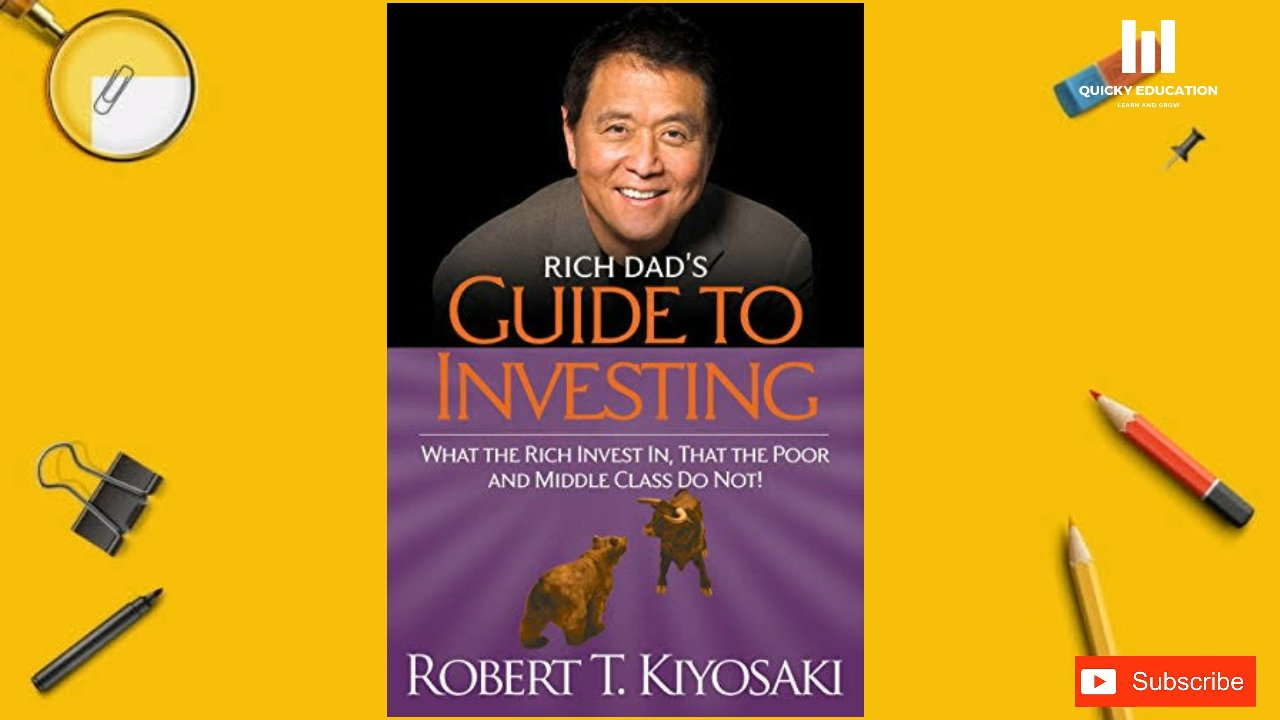 QUICKY EDUCATION
LEARN AND GROW
RICH DAD'S
GUIDE TO
INVESTING
WHAT THE RICH INVEST IN, THAT THE POOR
AND MIDDLE CLASS DO NOT!
ROBERT T. KIYOSAKI
Subscribe